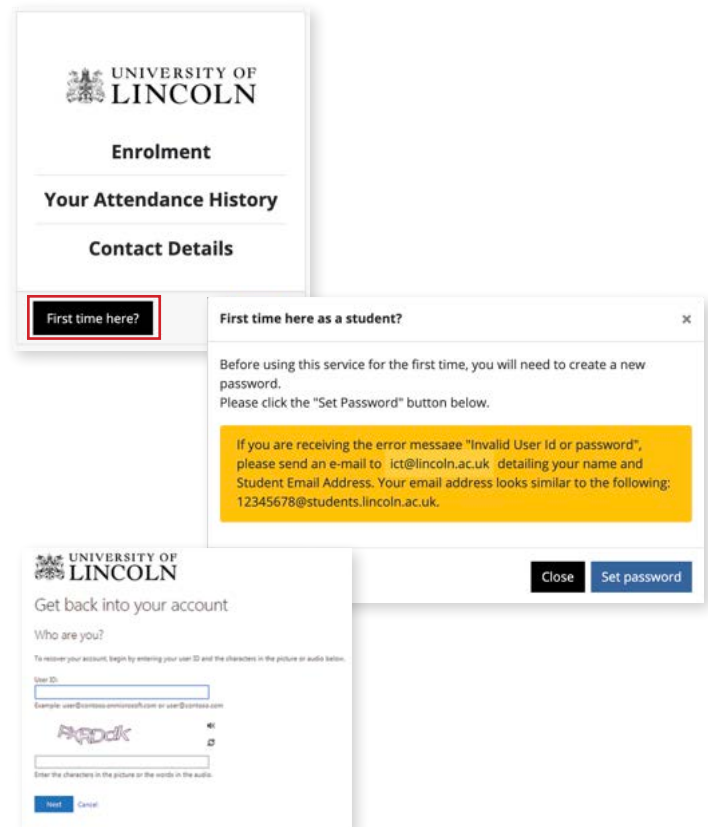 UNIVERSITY OF
LINCOLN
Enrolment
Your Attendance History
Contact Details
First time here?
First time here as a student?
×
Before using this service for the first time, you will need to create a new
password.
Please click the "Set Password" button below.
If you are receiving the error message "Invalid User Id or password",
please send an e-mail to ict@lincoln.ac.uk detailing your name and
Student Email Address. Your email address looks similar to the following:
12345678@students.lincoln.ac.uk.
Close Set password
UNIVERSITY OF
LINCOLN
Get back into your account
Who are you?
To recover your account, begin by entering your user ID and the characters in the picture or audio below.
User ID:
Example: user@contoso.onmicrosoft.com or user@contoso.com
Enter the characters in the picture or the words in the audio.
Next Cancel